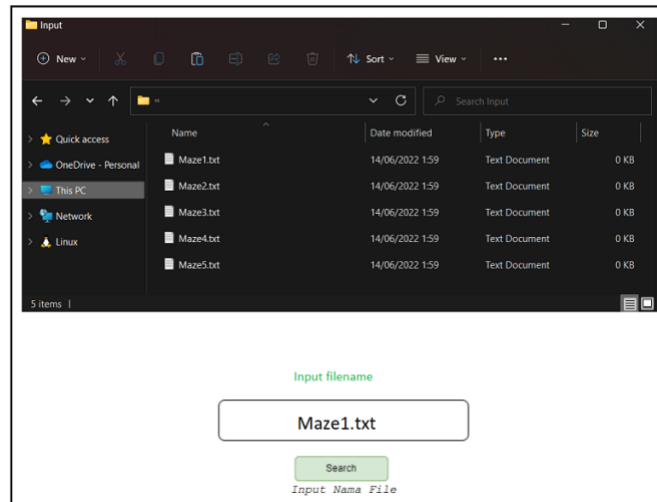 Input
New
Sort
View
Search Input
Name
Date modified
Type
Size
Quick access
OneDrive - Personal
This PC
Network
Linux
Maze1.txt 14/06/2022 1:59 Text Document 0 KB
Maze2.txt 14/06/2022 1:59 Text Document 0 KB
Maze3.txt 14/06/2022 1:59 Text Document 0 KB
Maze4.txt 14/06/2022 1:59 Text Document 0 KB
Maze5.txt 14/06/2022 1:59 Text Document 0 KB
5 items
Input filename
Maze1.txt
Search
Input Nama File